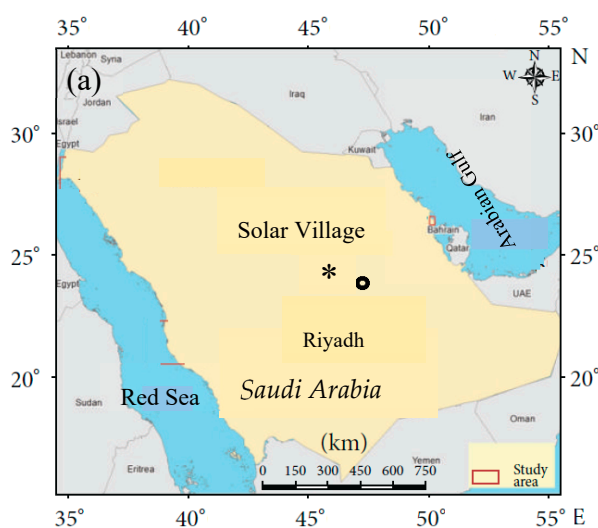 35° 40° 45° 50° 55° N
(a)
Lebanon
Syria
N
W E
S
Iraq
Iran
Jordan
Israel
Egypt
30°
30°
Kuwait
Arabian Gulf
Solar Village
Bahrain
Qatar
25°
25°
*
Egypt
UAE
Riyadh
20°
20°
Red Sea
Saudi Arabia
Sudan
Oman
(km)
Eritrea
Yemen
0 150 300 450 600 750
Study
area
35° 40° 45° 50° 55° E